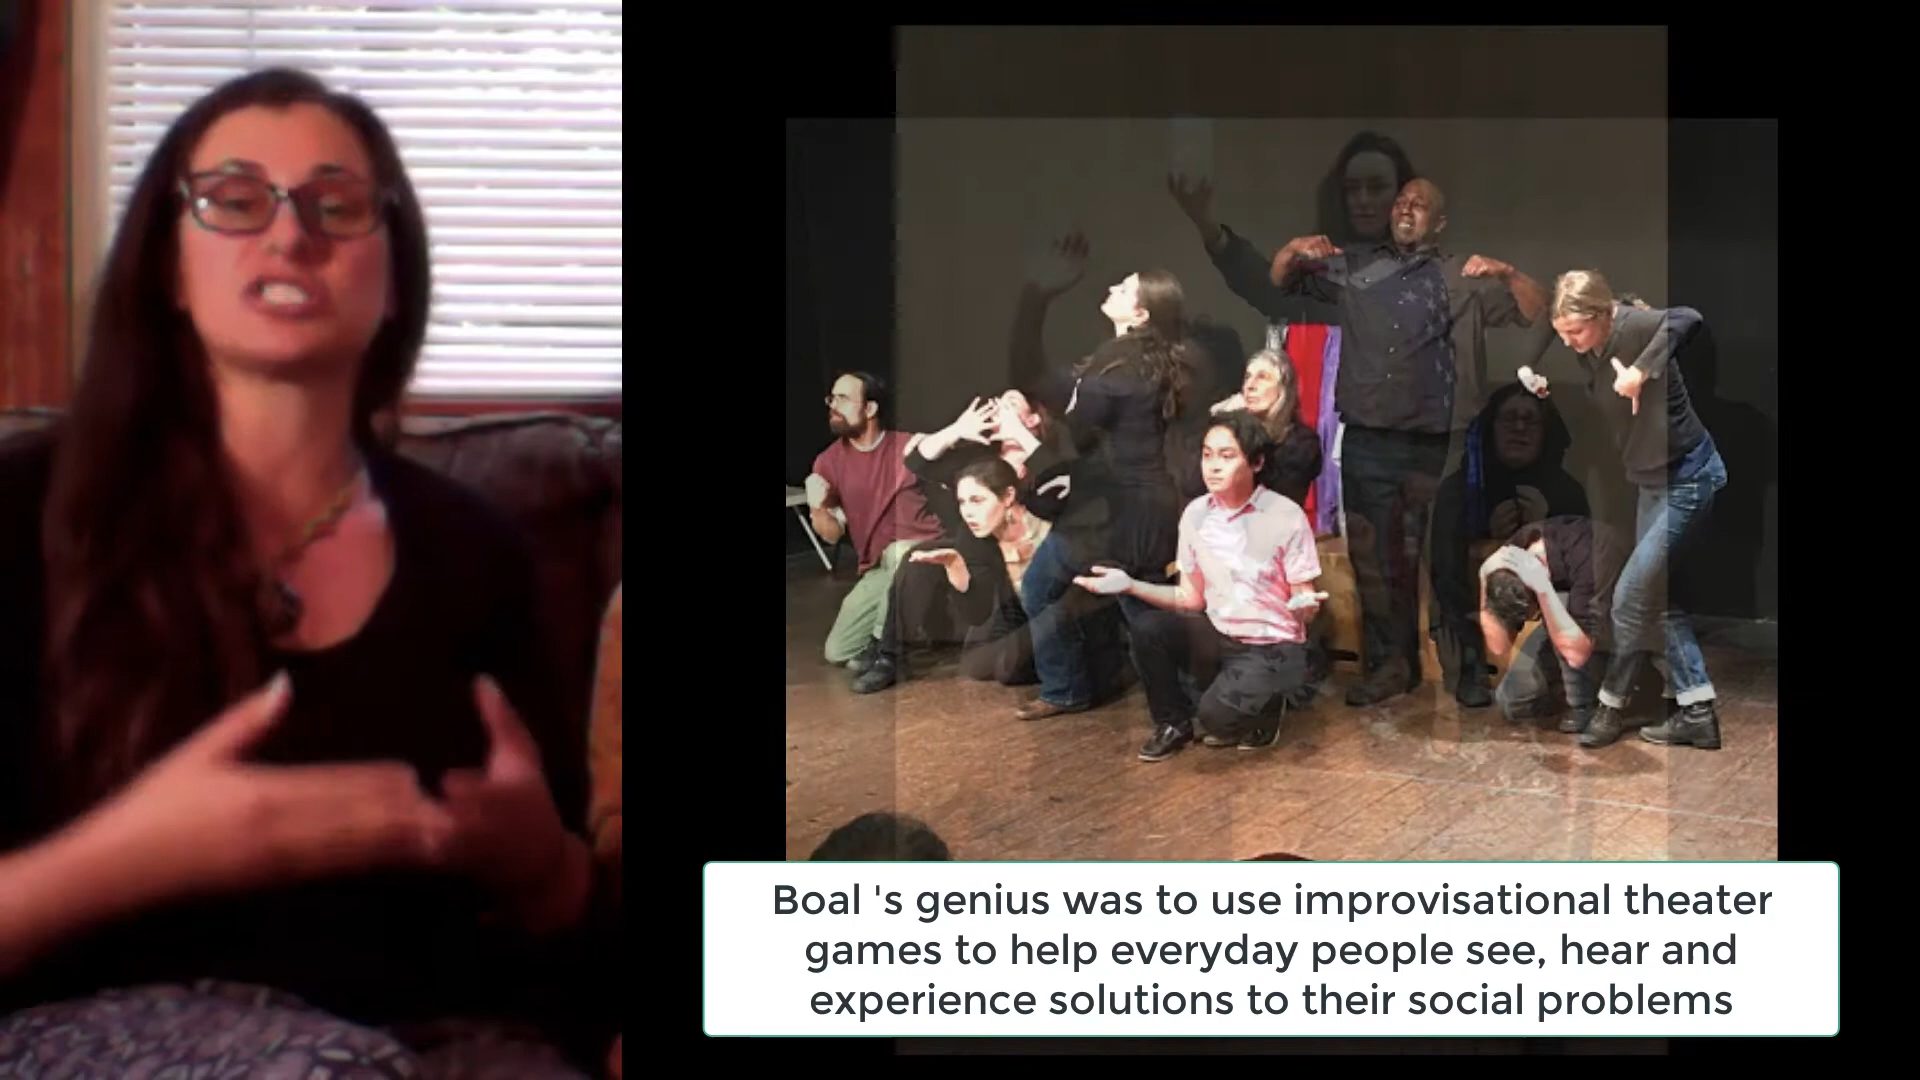 Boal 's genius was to use improvisational theater
games to help everyday people see, hear and
experience solutions to their social problems